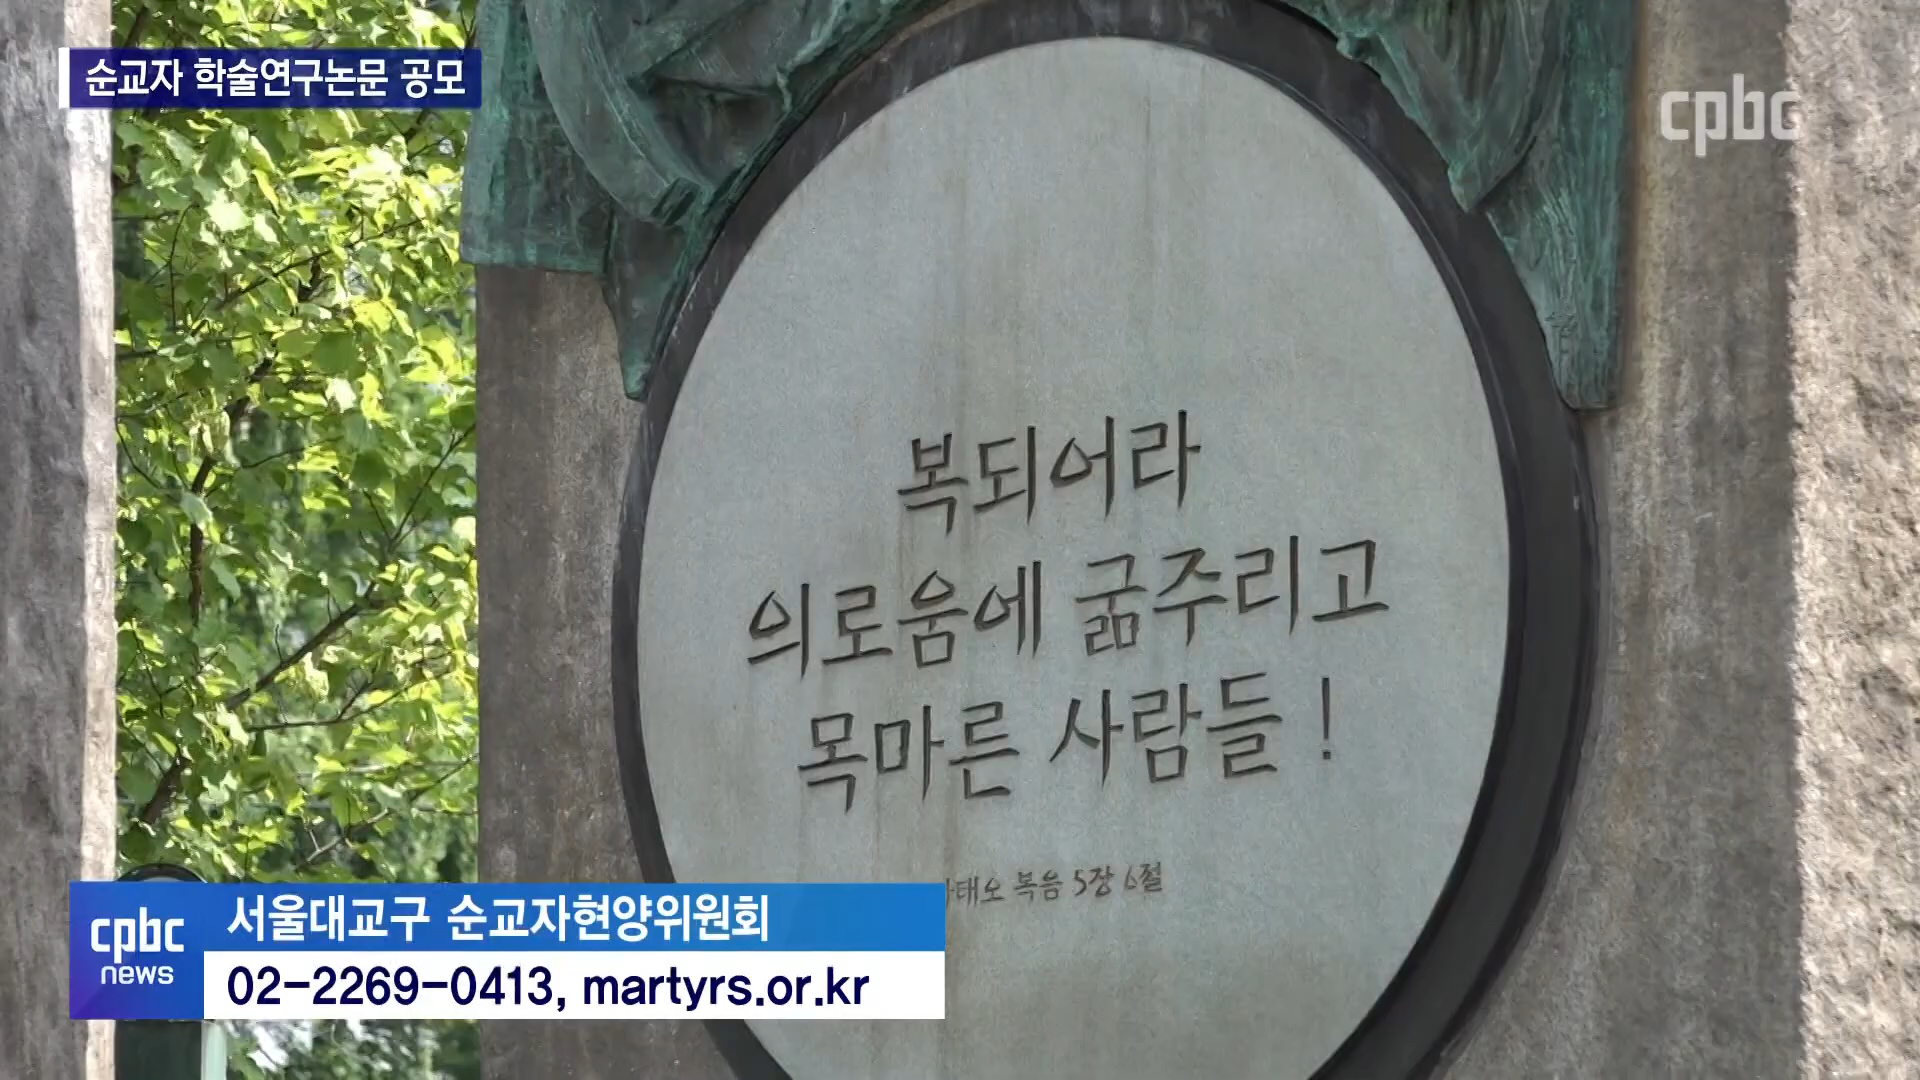 순교자 학술연구논문 공모
cpbc
복되어라
의로움에 굶주리고
목마른 사람들 !
복음 5장 6절
cpbc
news
서울대교구 순교자현양위원회
02-2269-0413, martyrs.or.kr